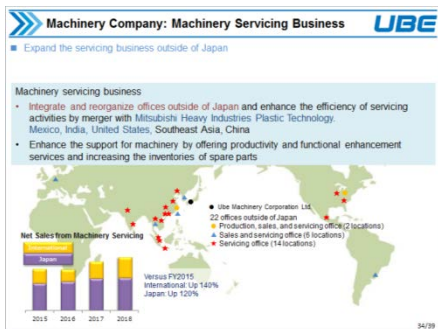 Machinery Company: Machinery Servicing Business
UBE
Expand the servicing business outside of Japan
Machinery servicing business
• Integrate and reorganize offices outside of Japan and enhance the efficiency of servicing
activities by merger with Mitsubishi Heavy Industries Plastic Technology.
Mexico, India, United States, Southeast Asia, China
• Enhance the support for machinery by offering productivity and functional enhancement
services and increasing the inventories of spare parts
Ube Machinery Corporation Ltd.
22 offices outside of Japan
Production, sales, and servicing office (2 locations)
Sales and servicing office (6 locations)
Servicing office (14 locations)
Net Sales from Machinery Servicing
International
Japan
Versus FY2015
International: Up 140%
Japan: Up 120%
2015 2016 2017 2018
34/39